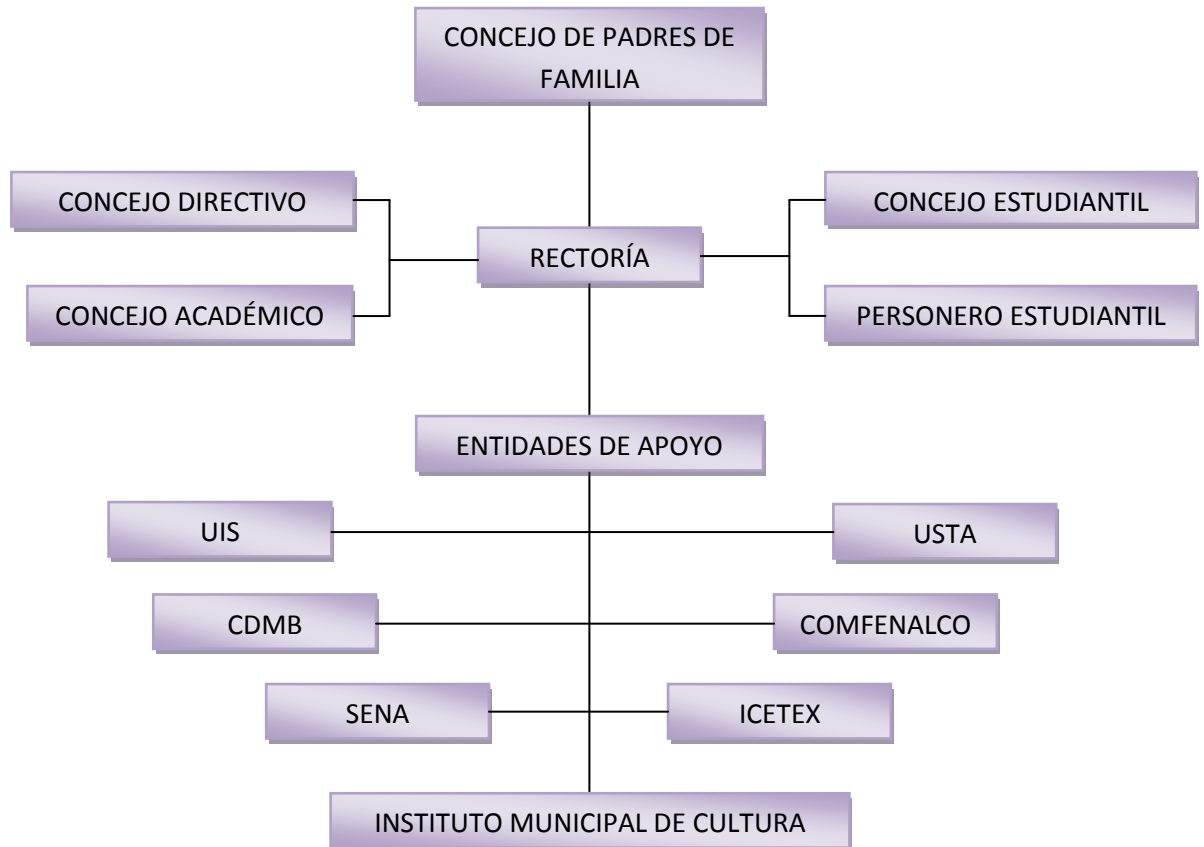 CONCEJO DE PADRES DE
FAMILIA
CONCEJO DIRECTIVO
CONCEJO ESTUDIANTIL
RECTORÍA
CONCEJO ACADÉMICO
PERSONERO ESTUDIANTIL
ENTIDADES DE APOYO
UIS
USTA
CDMB
COMFENALCO
SENA
ICETEX
INSTITUTO MUNICIPAL DE CULTURA